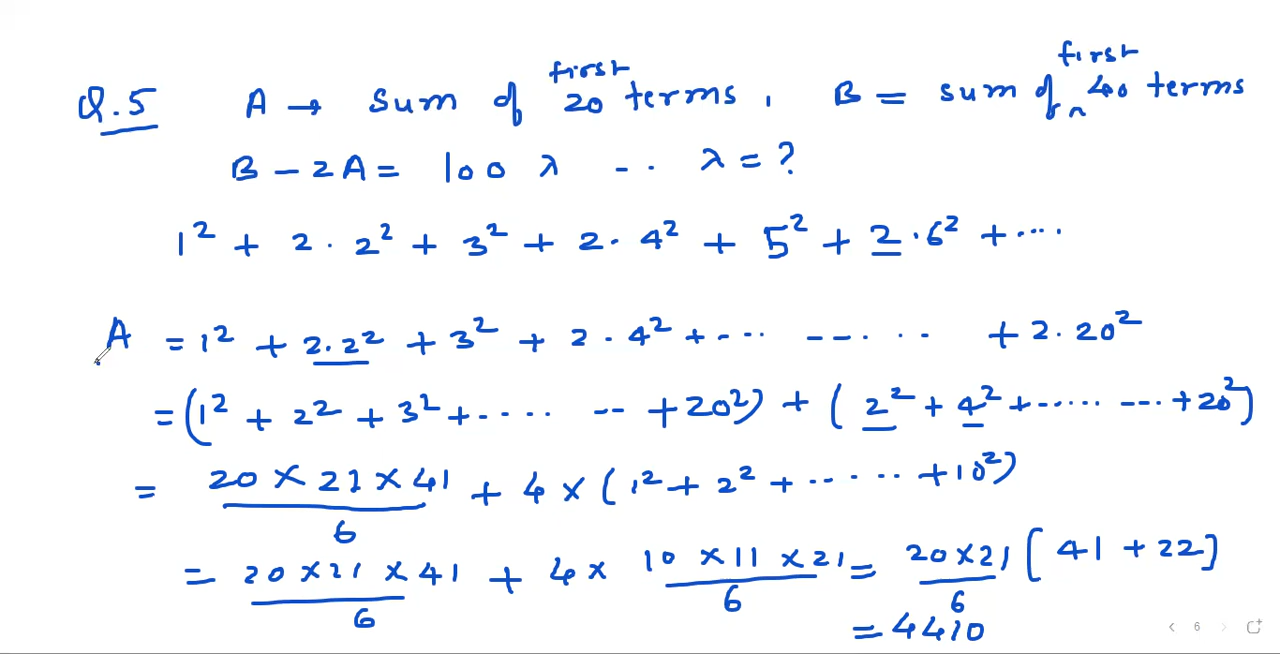 Q.5 A → Sum of first 20 terms, B = sum of first 40 terms
B - 2A = 100 λ -.. λ = ?
1² + 2 · 2² + 3² + 2 · 4² + 5² + 2 · 6² + ....
A = 1² + 2.2² + 3² + 2 · 4² + -... --- .. .. + 2 · 20²
= (1² + 2² + 3² + - .... -- + 20²) + (2² + 4² + ..... --. + 20²)
= 20 × 21 × 41 / 6 + 4 × (1² + 2² + ...... + 10²)
= 20 × 21 × 41 / 6 + 4 × 10 × 11 × 21 / 6 = 20 × 21 / 6 [41 + 22]
= 4410
< 6 >